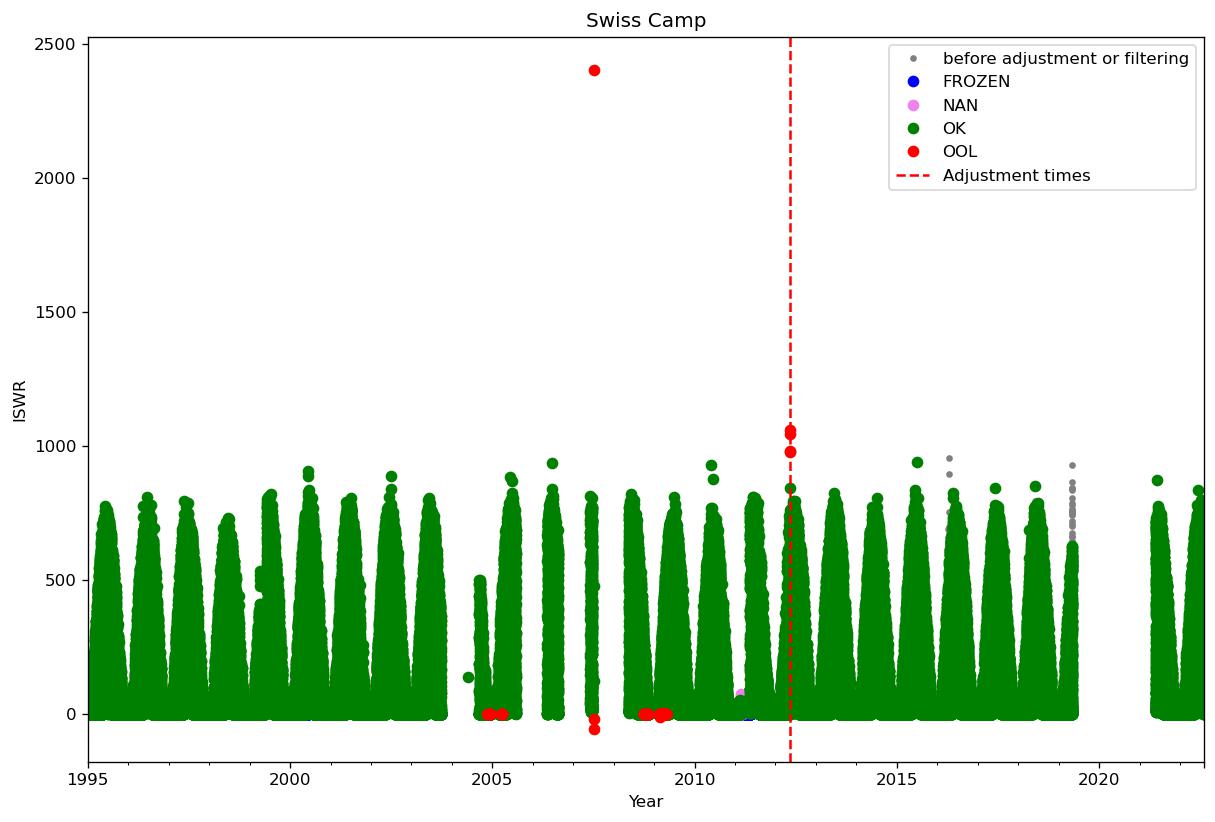 Swiss Camp
2500
2000
1500
1000
500
0
ISWR
before adjustment or filtering
FROZEN
NAN
OK
OOL
Adjustment times
1995
2000
2005
2010
2015
2020
Year